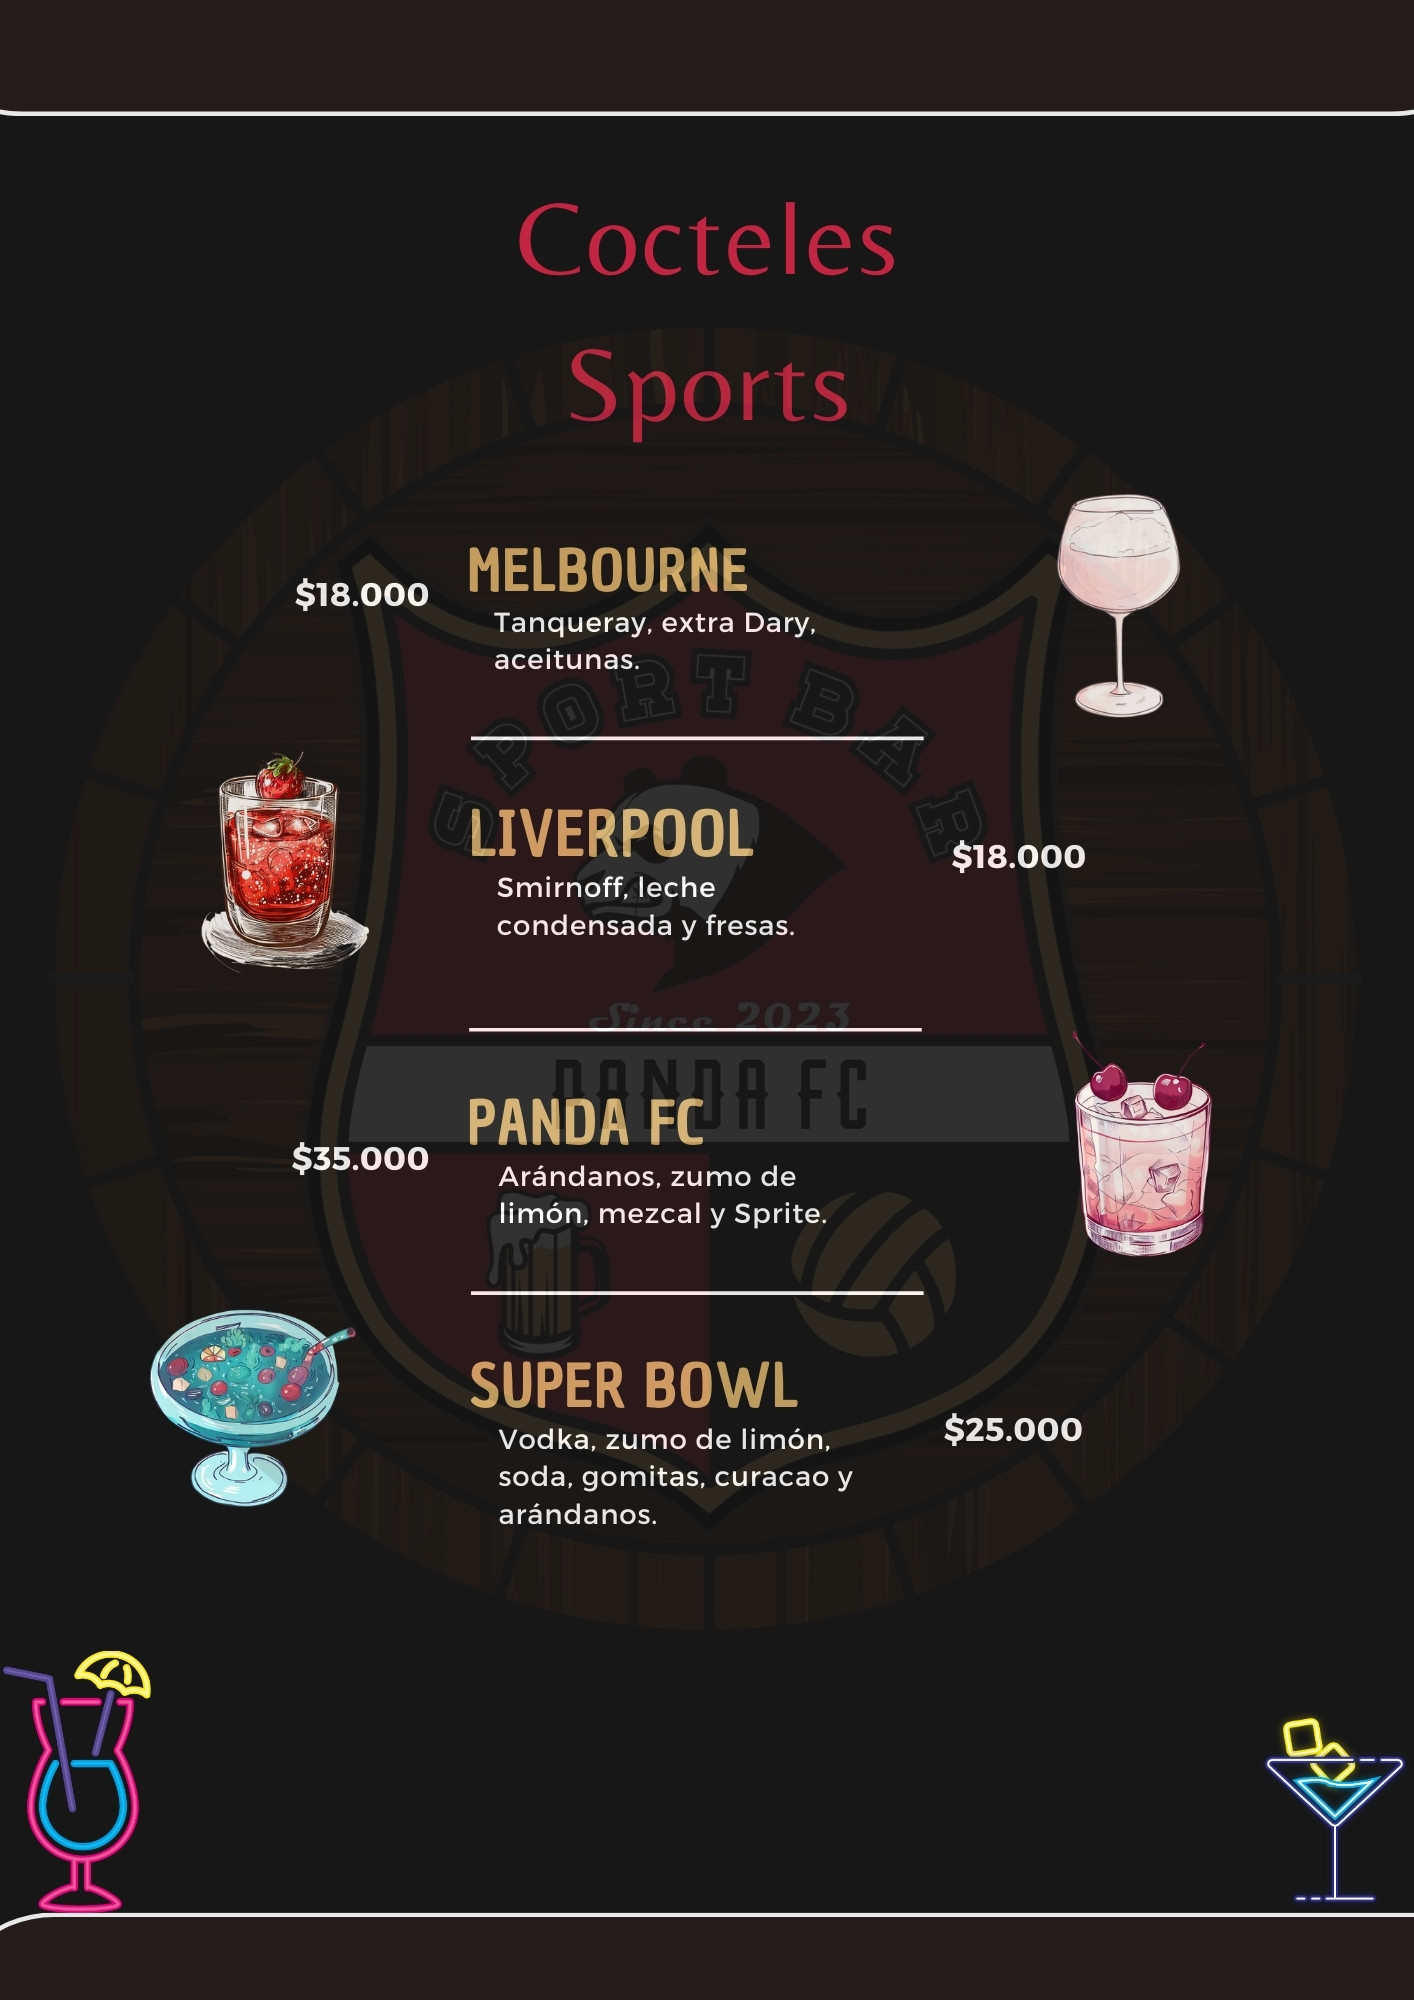 Cocteles
Sports
MELBOURNE
$18.000
Tanqueray, extra Dary,
aceitunas.
SPORT BAR
LIVERPOOL
$18.000
Smirnoff, leche
condensada y fresas.
Since 2023
PANDA FC
PANDA FC
$35.000
Arándanos, zumo de
limón, mezcal y Sprite.
SUPER BOWL
$25.000
Vodka, zumo de limón,
soda, gomitas, curacao y
arándanos.